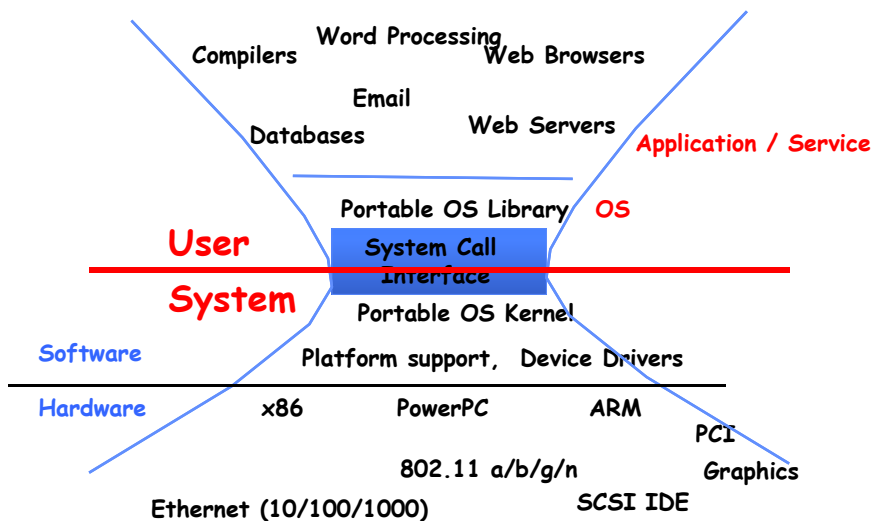 Compilers
Word Processing
Web Browsers
Email
Databases
Web Servers
Application / Service
Portable OS Library
OS
User
System Call
Interface
System
Portable OS Kernel
Software
Platform support, Device Drivers
Hardware
x86
PowerPC
ARM
PCI
802.11 a/b/g/n
Graphics
Ethernet (10/100/1000)
SCSI IDE